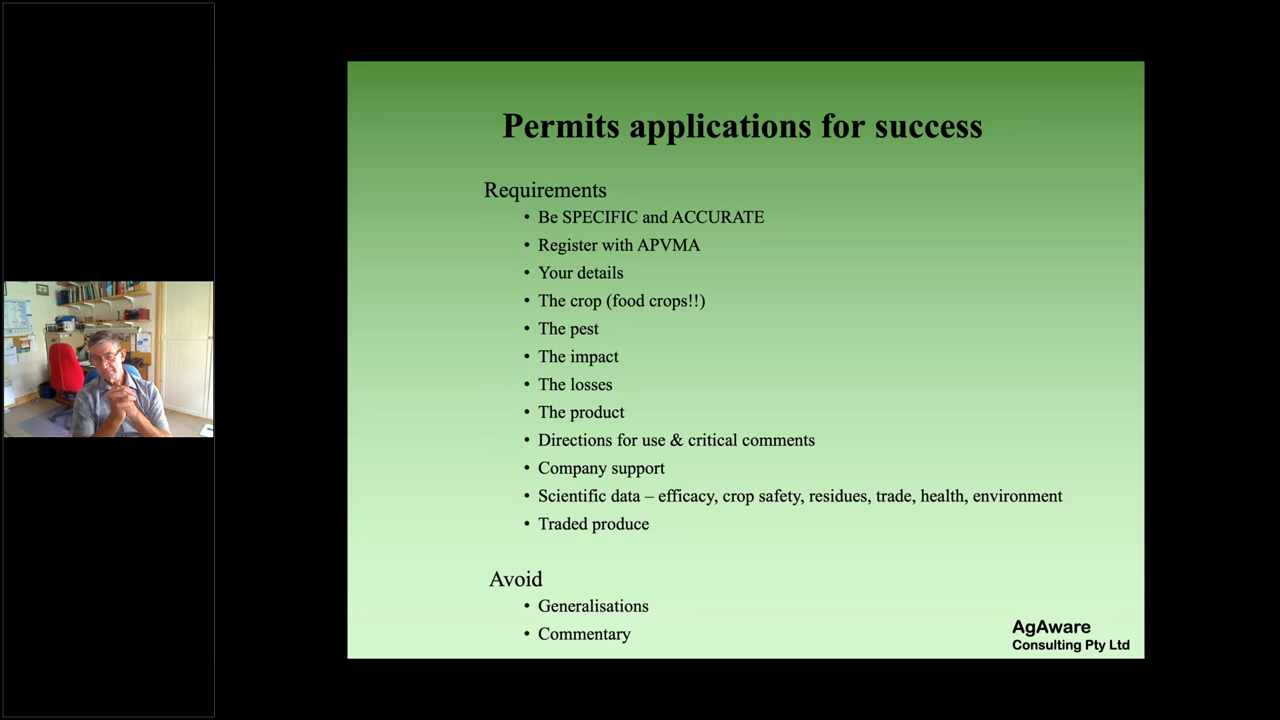 Permits applications for success
Requirements
• Be SPECIFIC and ACCURATE
• Register with APVMA
• Your details
• The crop (food crops!!)
• The pest
• The impact
• The losses
• The product
• Directions for use & critical comments
• Company support
• Scientific data – efficacy, crop safety, residues, trade, health, environment
• Traded produce
Avoid
• Generalisations
• Commentary
AgAware
Consulting Pty Ltd